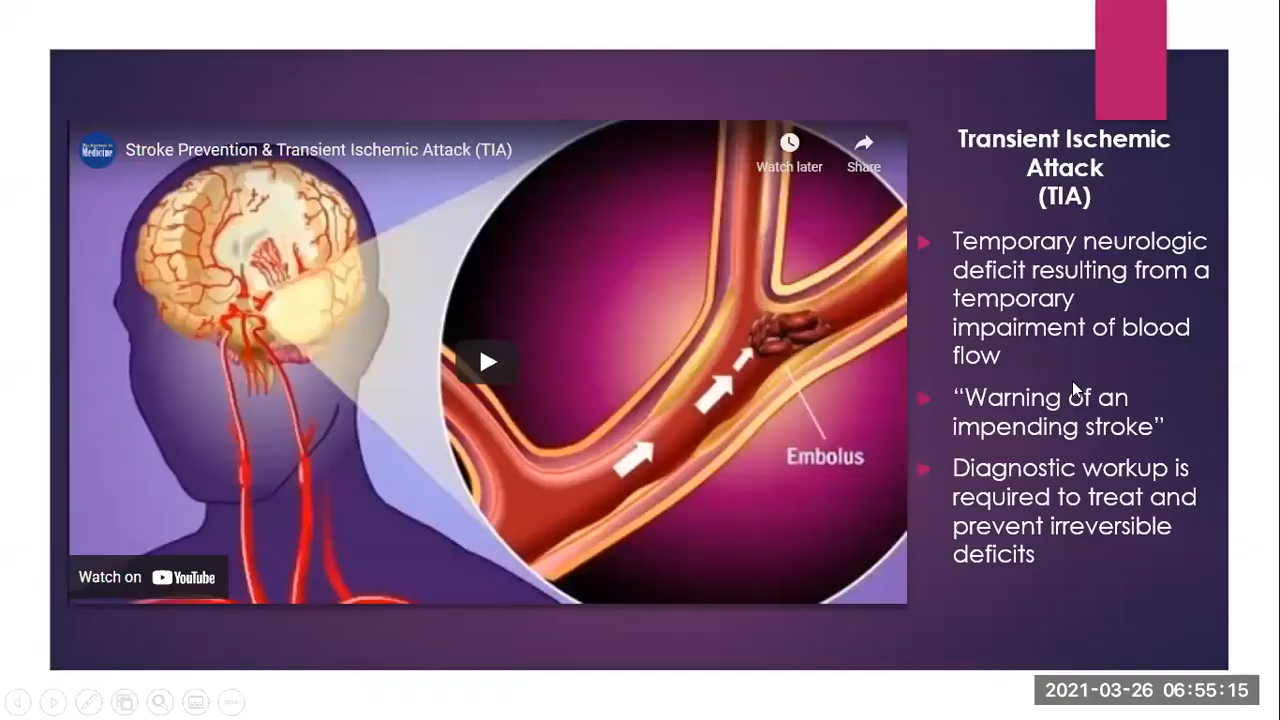 Medicine
Stroke Prevention & Transient Ischemic Attack (TIA)
Watch later
Share
Embolus
Watch on YouTube
Transient Ischemic
Attack
(TIA)
Temporary neurologic
deficit resulting from a
temporary
impairment of blood
flow
“Warning of an
impending stroke”
Diagnostic workup is
required to treat and
prevent irreversible
deficits
2021-03-26 06:55:15